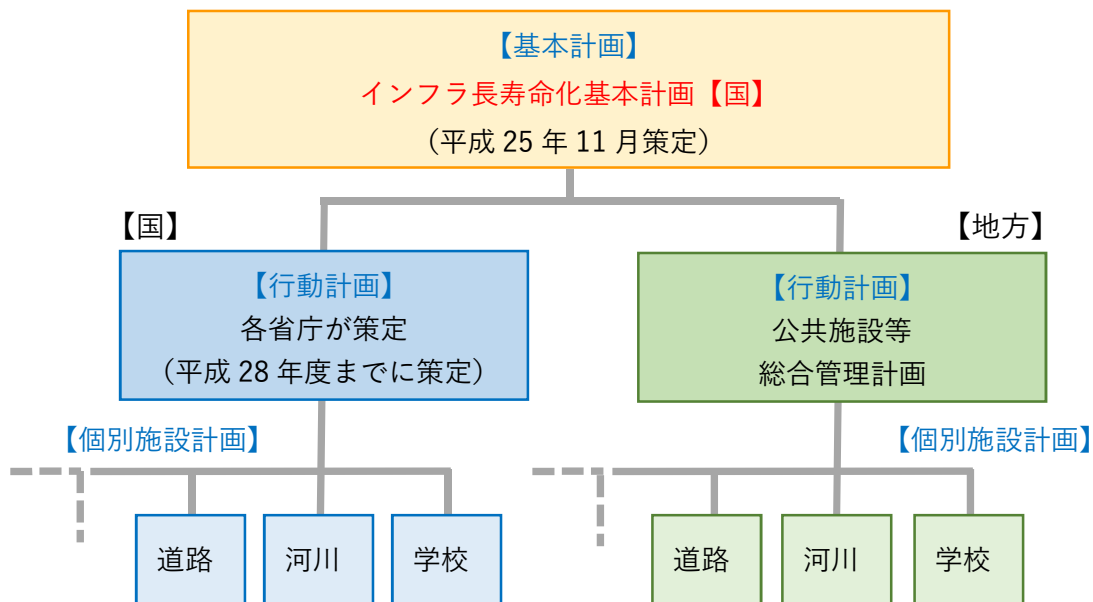 【基本計画】
インフラ長寿命化基本計画【国】
（平成 25 年 11 月策定）
【国】
【地方】
【行動計画】
各省庁が策定
（平成 28 年度までに策定）
【行動計画】
公共施設等
総合管理計画
【個別施設計画】
【個別施設計画】
道路
河川
学校
道路
河川
学校